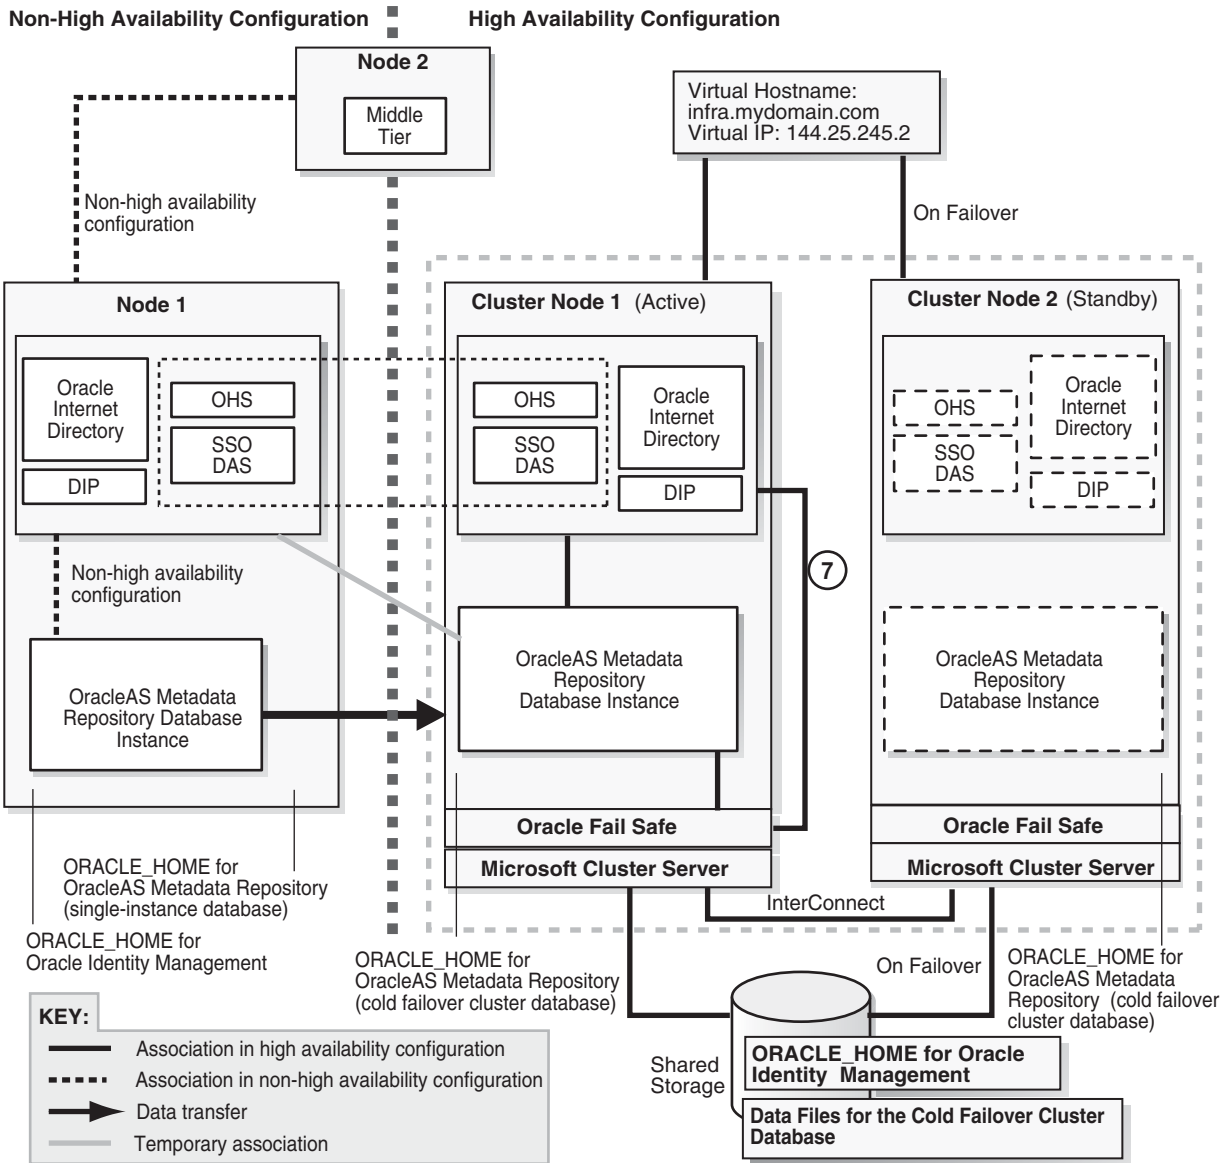 Non-High Availability Configuration
High Availability Configuration
Node 2
Middle
Tier
Virtual Hostname:
infra.mydomain.com
Virtual IP: 144.25.245.2
Non-high availability
configuration
On Failover
Node 1
Oracle
Internet
Directory
DIP
OHS
SSO
DAS
Non-high availability
configuration
OracleAS Metadata
Repository Database
Instance
Cluster Node 1 (Active)
OHS
SSO
DAS
Oracle
Internet
Directory
DIP
7
OracleAS Metadata
Repository
Database Instance
Oracle Fail Safe
Microsoft Cluster Server
Cluster Node 2 (Standby)
OHS
SSO
DAS
Oracle
Internet
Directory
DIP
OracleAS Metadata
Repository
Database Instance
Oracle Fail Safe
Microsoft Cluster Server
InterConnect
ORACLE_HOME for
OracleAS Metadata Repository
(single-instance database)
ORACLE_HOME for
Oracle Identity Management
ORACLE_HOME for
OracleAS Metadata Repository
(cold failover cluster database)
On Failover
ORACLE_HOME for
OracleAS Metadata
Repository (cold failover
cluster database)
Shared
Storage
ORACLE_HOME for Oracle
Identity Management
Data Files for the Cold Failover Cluster
Database
KEY:
Association in high availability configuration
Association in non-high availability configuration
Data transfer
Temporary association